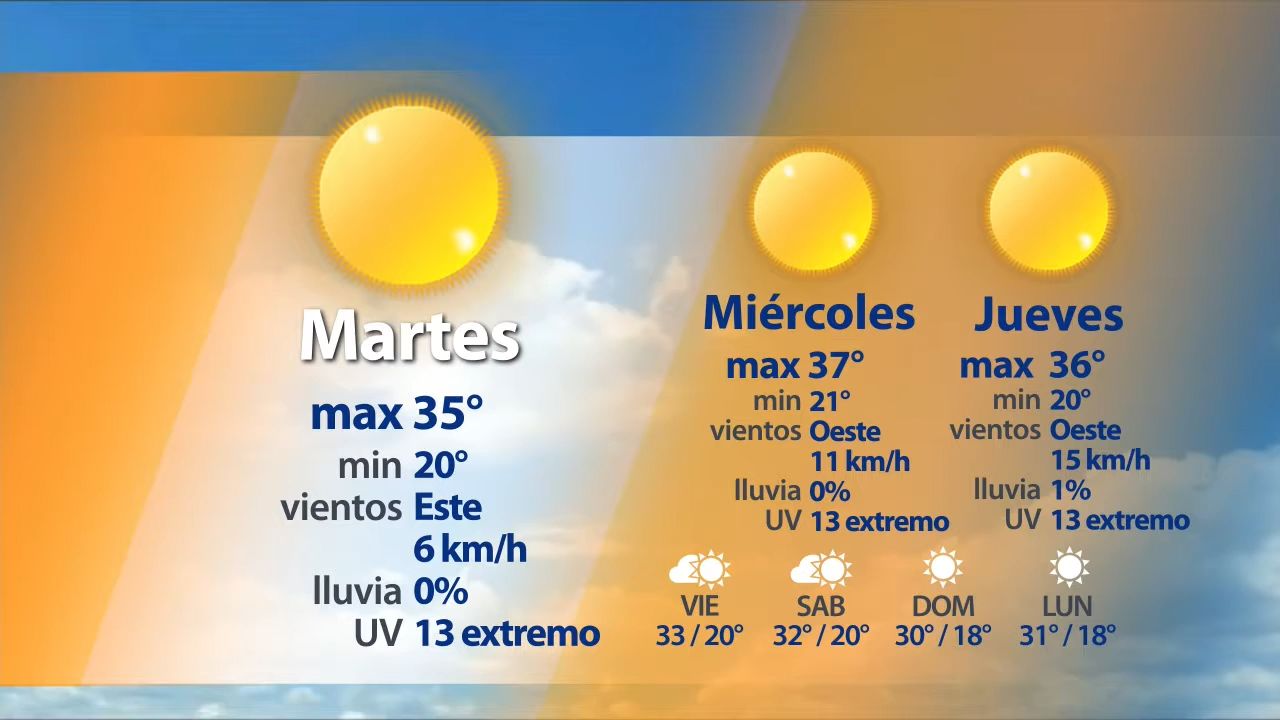 Martes
max 35°
min 20°
vientos Este
6 km/h
lluvia 0%
UV 13 extremo
Miércoles
max 37°
min 21°
vientos Oeste
11 km/h
lluvia 0%
UV 13 extremo
Jueves
max 36°
min 20°
vientos Oeste
15 km/h
lluvia 1%
UV 13 extremo
VIE
33 / 20°
SAB
32° / 20°
DOM
30° / 18°
LUN
31° / 18°